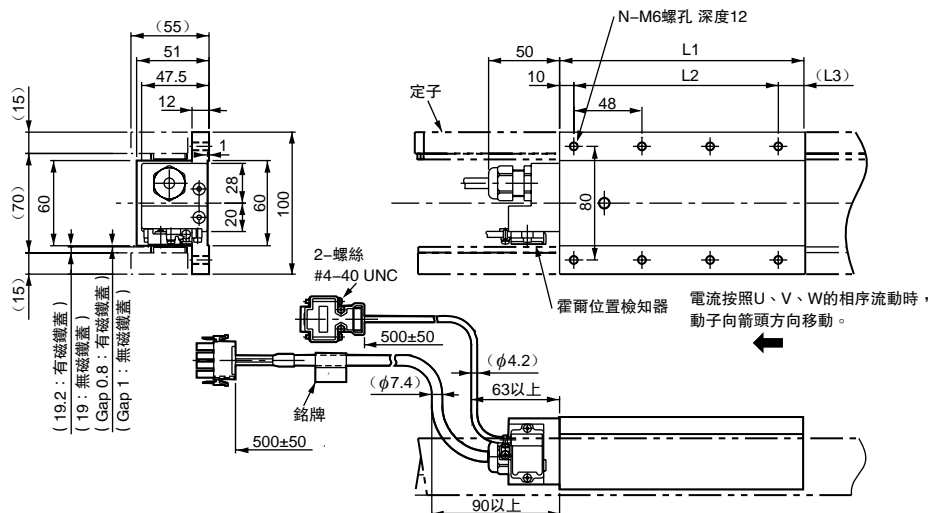 （55）
51
47.5
12
（15）
1
（70）
60
28
20
60
100
（15）
（19.2：有磁鐵蓋）
（19：無磁鐵蓋）
（Gap 0.8：有磁鐵蓋）
（Gap 1：無磁鐵蓋）
N–M6螺孔 深度12
50
L1
10
L2
（L3）
48
定子
80
霍爾位置檢知器
電流按照U、V、W的相序流動時，
動子向箭頭方向移動。
2–螺絲
#4–40 UNC
500±50
（φ4.2）
（φ7.4）
63以上
銘牌
500±50
90以上